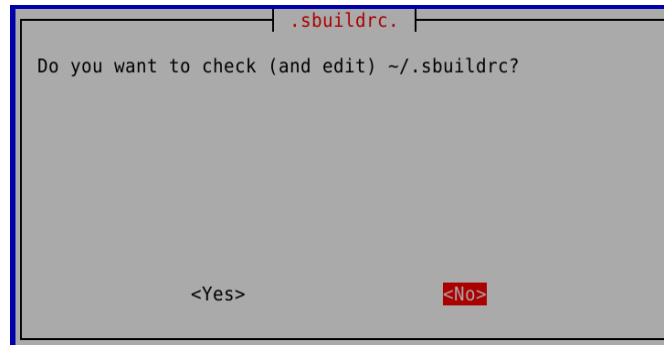 .sbuildrc.
Do you want to check (and edit) ~/.sbuildrc?
<Yes> <No>